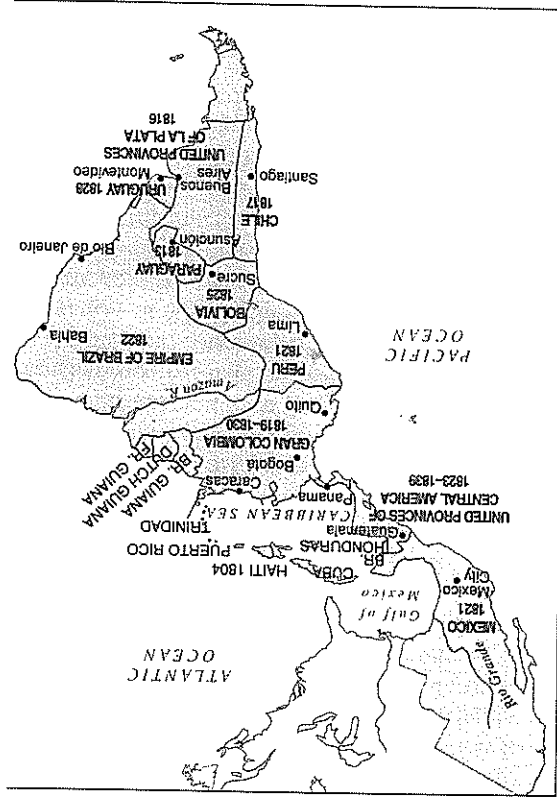 ATLANTIC
OCEAN
Rio Grande
MEXICO
1821
Mexico
City
Gulf of
Mexico
CUBA
HAITI 1804
PUERTO RICO
TRINIDAD
BR.
HONDURAS
Guatemala
UNITED PROVINCES OF
CENTRAL AMERICA
1823–1839
CARIBBEAN SEA
Panama
Caracas
BR.
GUIANA
DUTCH GUIANA
FR. GUIANA
Bogotá
GRAN COLOMBIA
1819–1830
Quito
Amazon R.
PACIFIC
OCEAN
PERU
1821
Lima
EMPIRE OF BRAZIL
1822
Bahia
BOLIVIA
1825
Sucre
PARAGUAY
1813
Asunción
Rio de Janeiro
CHILE
1817
Santiago
Buenos
Aires
URUGUAY 1828
Montevideo
UNITED PROVINCES
OF LA PLATA
1816